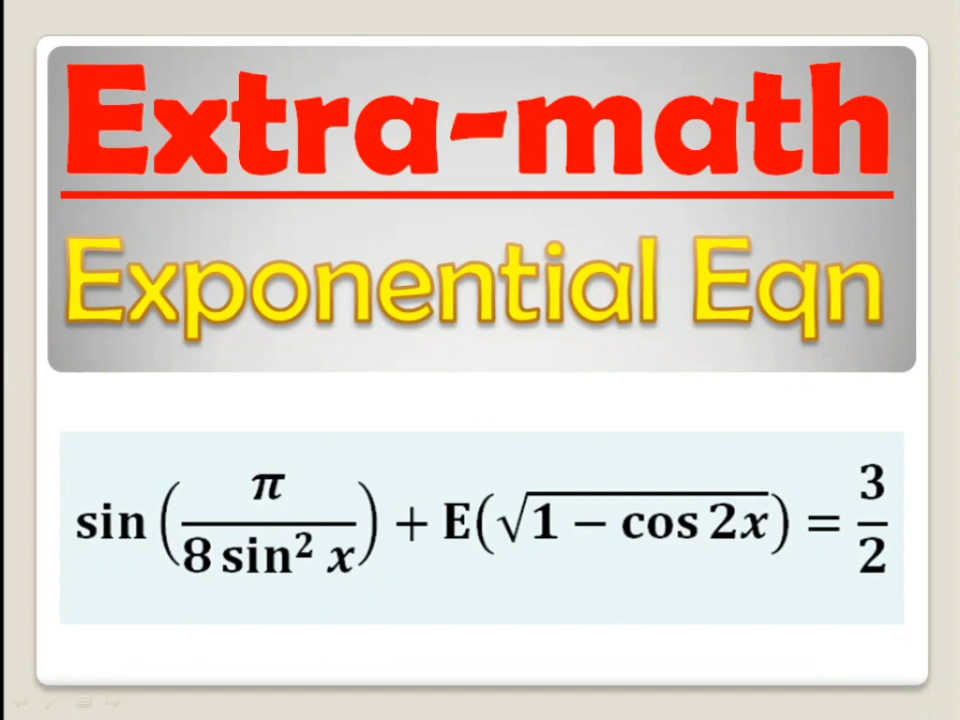 Extra-math
Exponential Eqn
sin(π/(8 sin² x)) + E(√(1 − cos 2x)) = 3/2